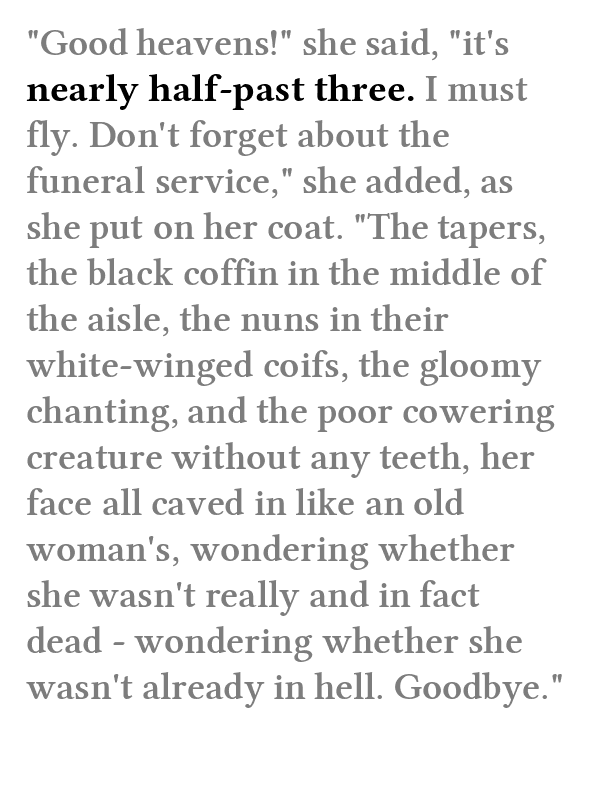 "Good heavens!" she said, "it's
nearly half-past three. I must
fly. Don't forget about the
funeral service," she added, as
she put on her coat. "The tapers,
the black coffin in the middle of
the aisle, the nuns in their
white-winged coifs, the gloomy
chanting, and the poor cowering
creature without any teeth, her
face all caved in like an old
woman's, wondering whether
she wasn't really and in fact
dead - wondering whether she
wasn't already in hell. Goodbye."